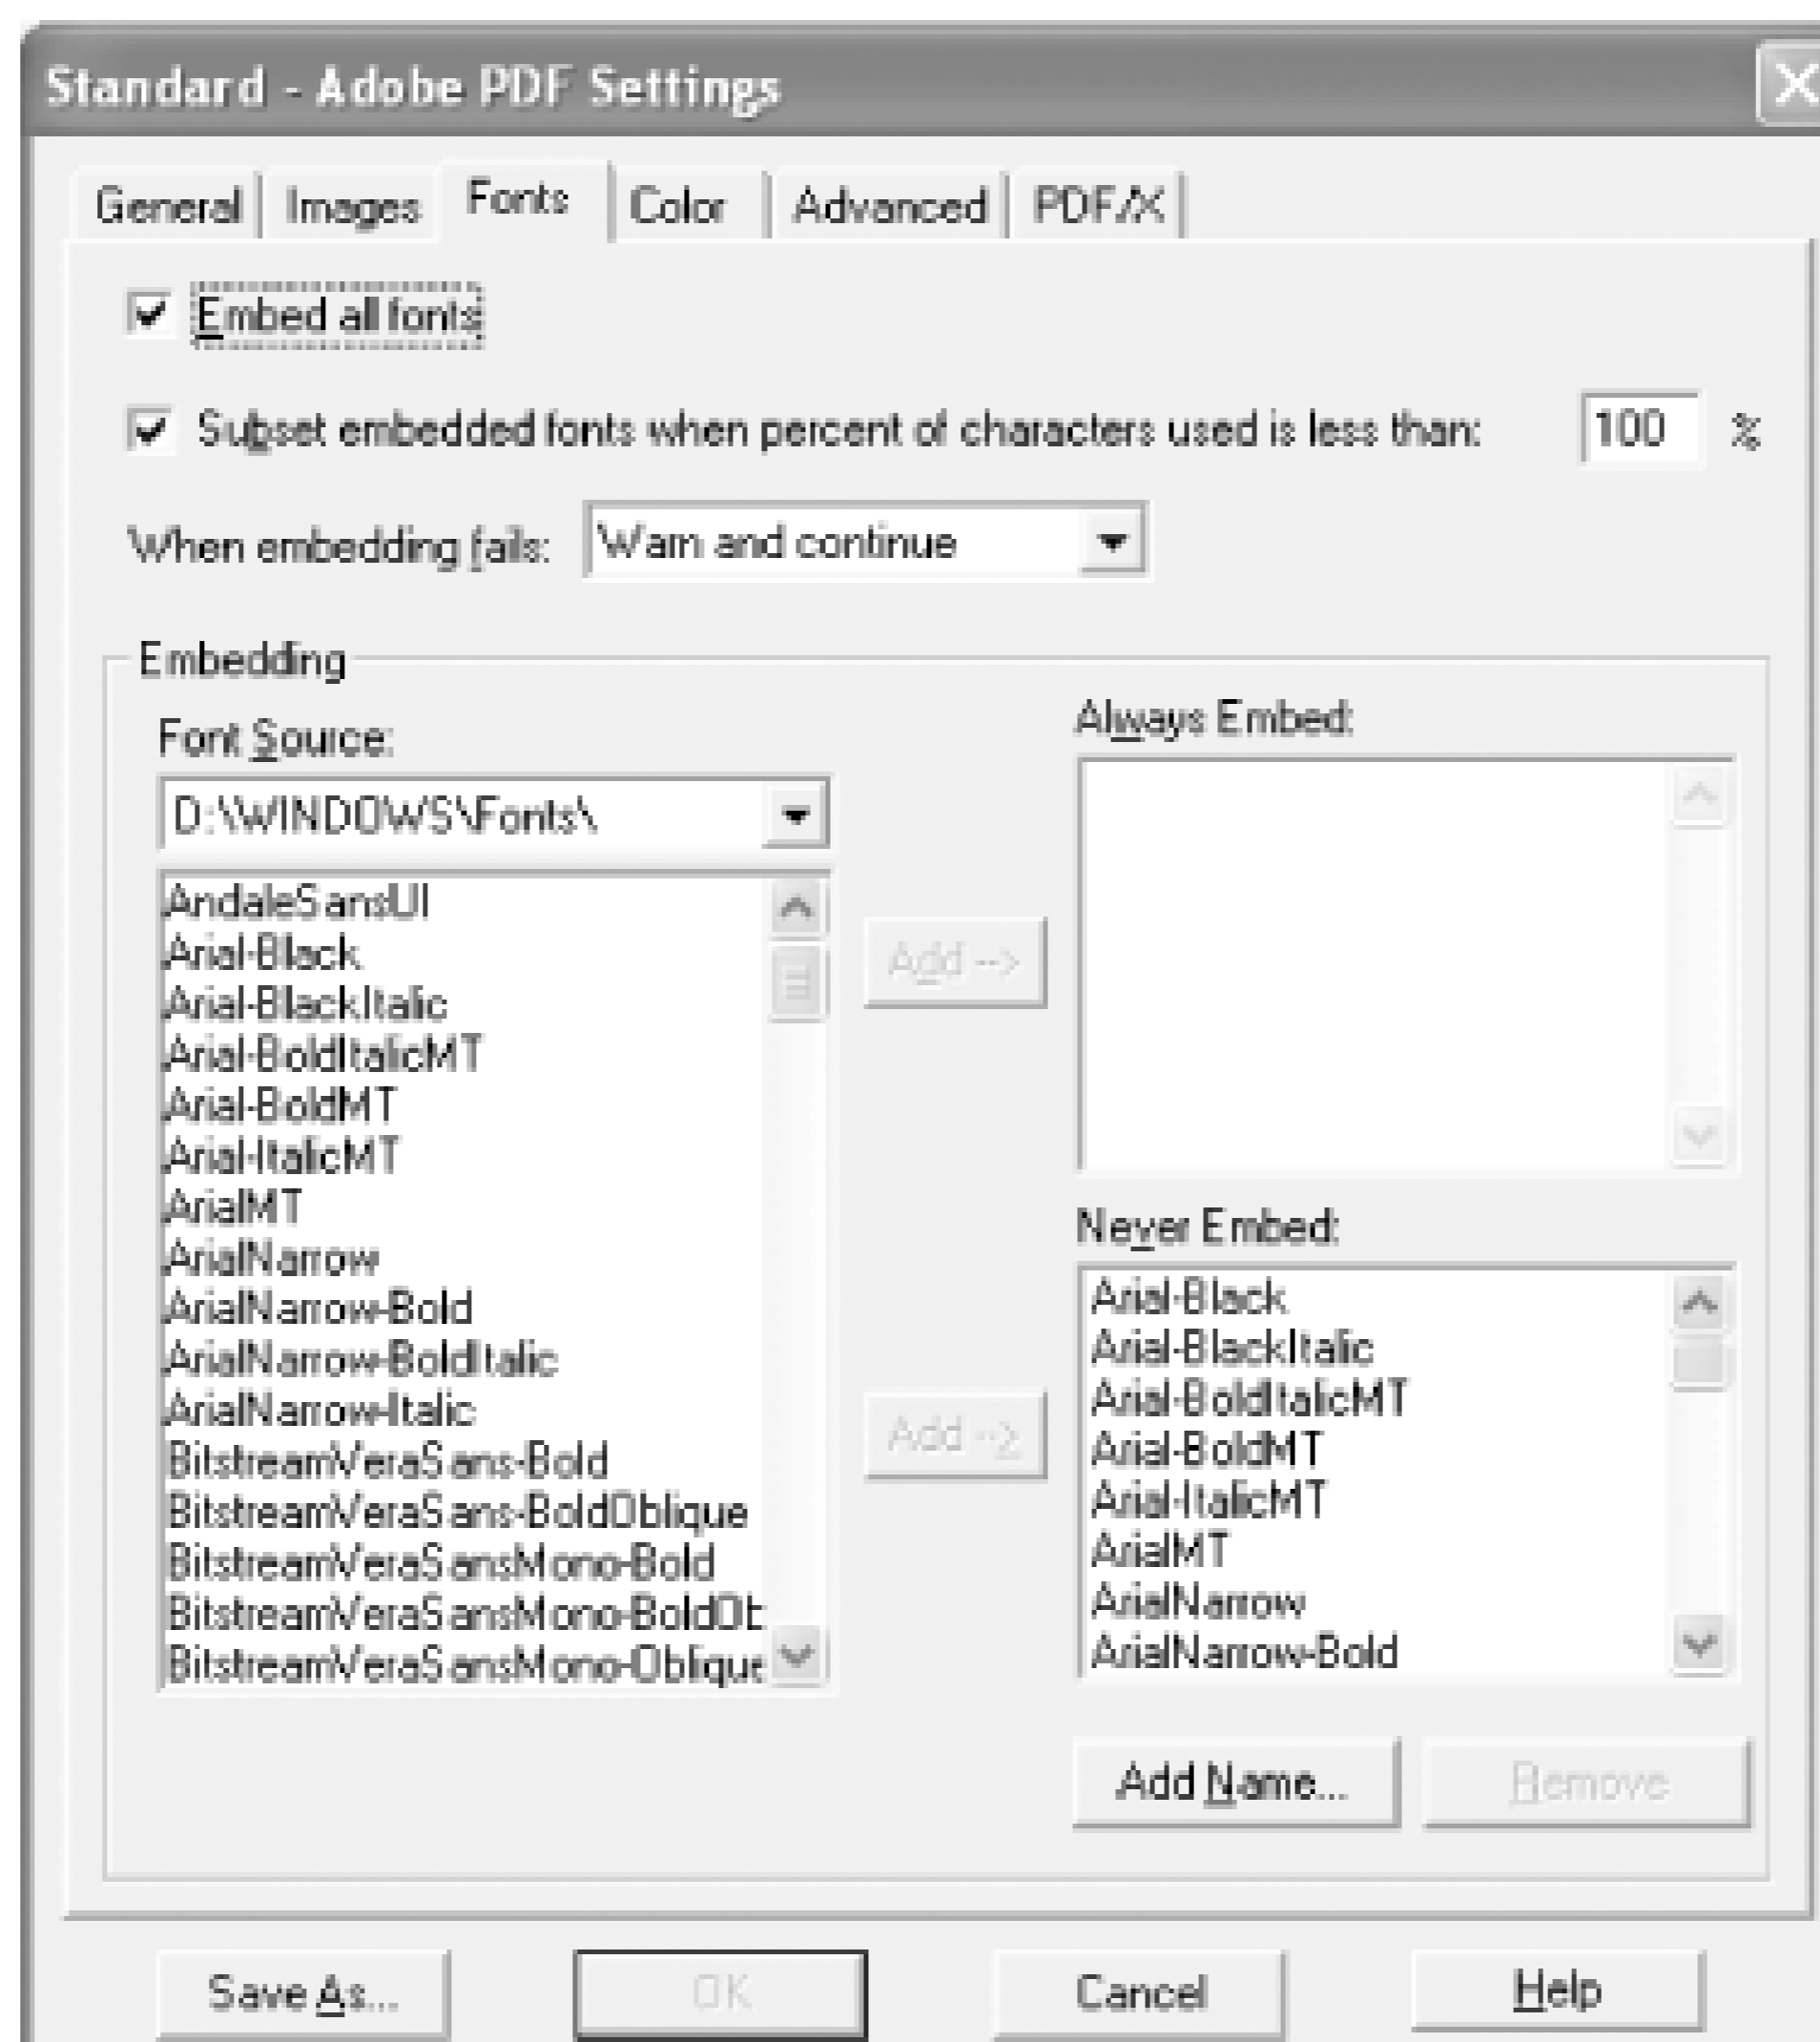 Standard - Adobe PDF Settings
General Images Fonts Color Advanced PDF/X
Embed all fonts
Subset embedded fonts when percent of characters used is less than: 100 %
When embedding fails: Warn and continue
Embedding
Font Source:
D:\WINDOWS\Fonts\
AndaleSansUI
Arial-Black
Arial-BlackItalic
Arial-BoldItalicMT
Arial-BoldMT
Arial-ItalicMT
ArialMT
ArialNarrow
ArialNarrow-Bold
ArialNarrow-BoldItalic
ArialNarrow-Italic
BitstreamVeraSans-Bold
BitstreamVeraSans-BoldOblique
BitstreamVeraSansMono-Bold
BitstreamVeraSansMono-BoldOb
BitstreamVeraSansMono-Oblique
Add -->
Add -->
Always Embed:
Never Embed:
Arial-Black
Arial-BlackItalic
Arial-BoldItalicMT
Arial-BoldMT
Arial-ItalicMT
ArialMT
ArialNarrow
ArialNarrow-Bold
Add Name... Remove
Save As... OK Cancel Help